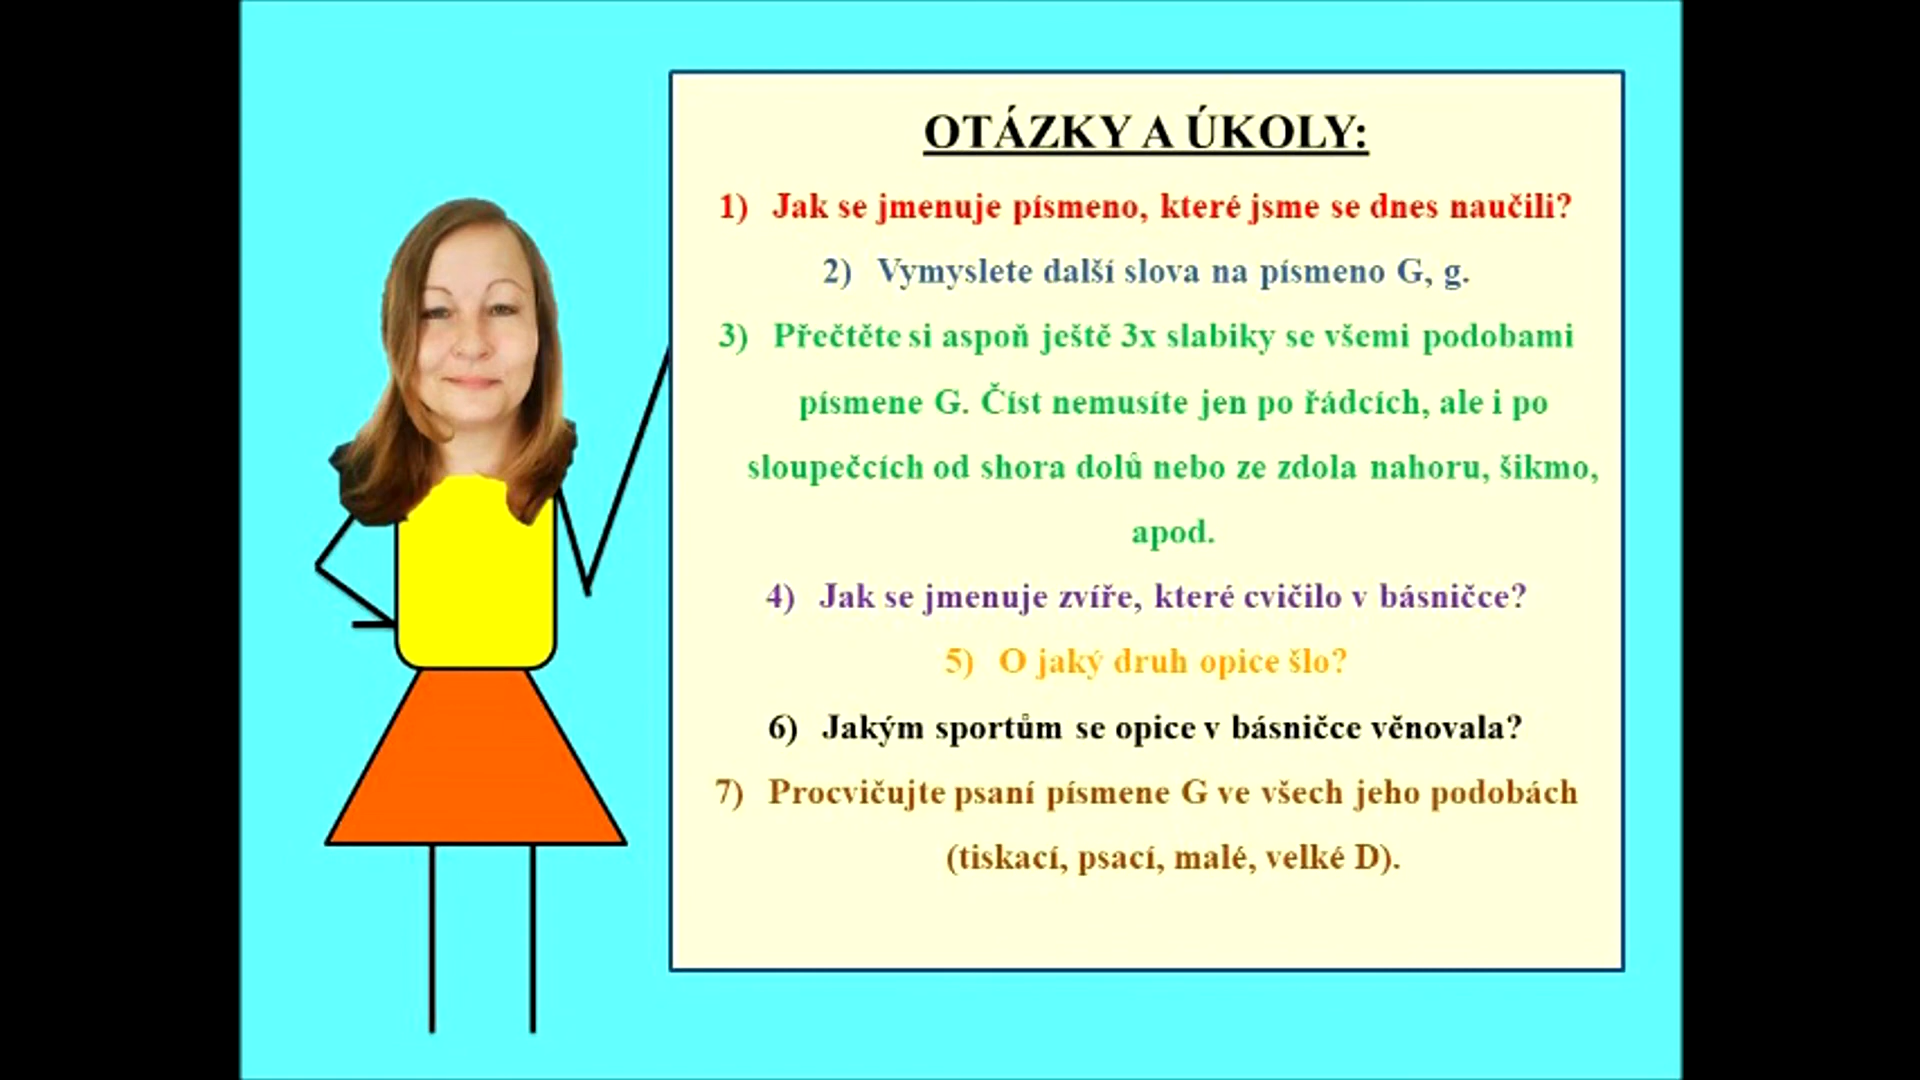 OTÁZKY A ÚKOLY:
1) Jak se jmenuje písmeno, které jsme se dnes naučili?
2) Vymyslete další slova na písmeno G, g.
3) Přečtěte si aspoň ještě 3x slabiky se všemi podobami
písmene G. Číst nemusíte jen po řádcích, ale i po
sloupečcích od shora dolů nebo ze zdola nahoru, šikmo,
apod.
4) Jak se jmenuje zvíře, které cvičilo v básničce?
5) O jaký druh opice šlo?
6) Jakým sportům se opice v básničce věnovala?
7) Procvičujte psaní písmene G ve všech jeho podobách
(tiskací, psací, malé, velké D).